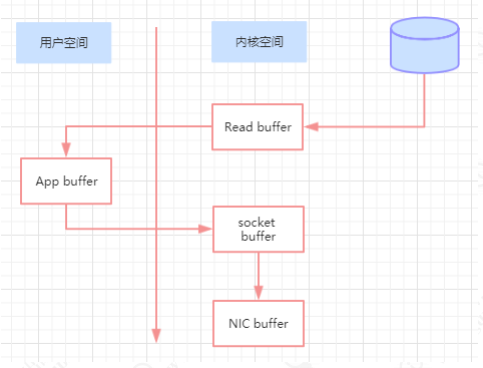 用户空间
内核空间
Read buffer
App buffer
socket
buffer
NIC buffer